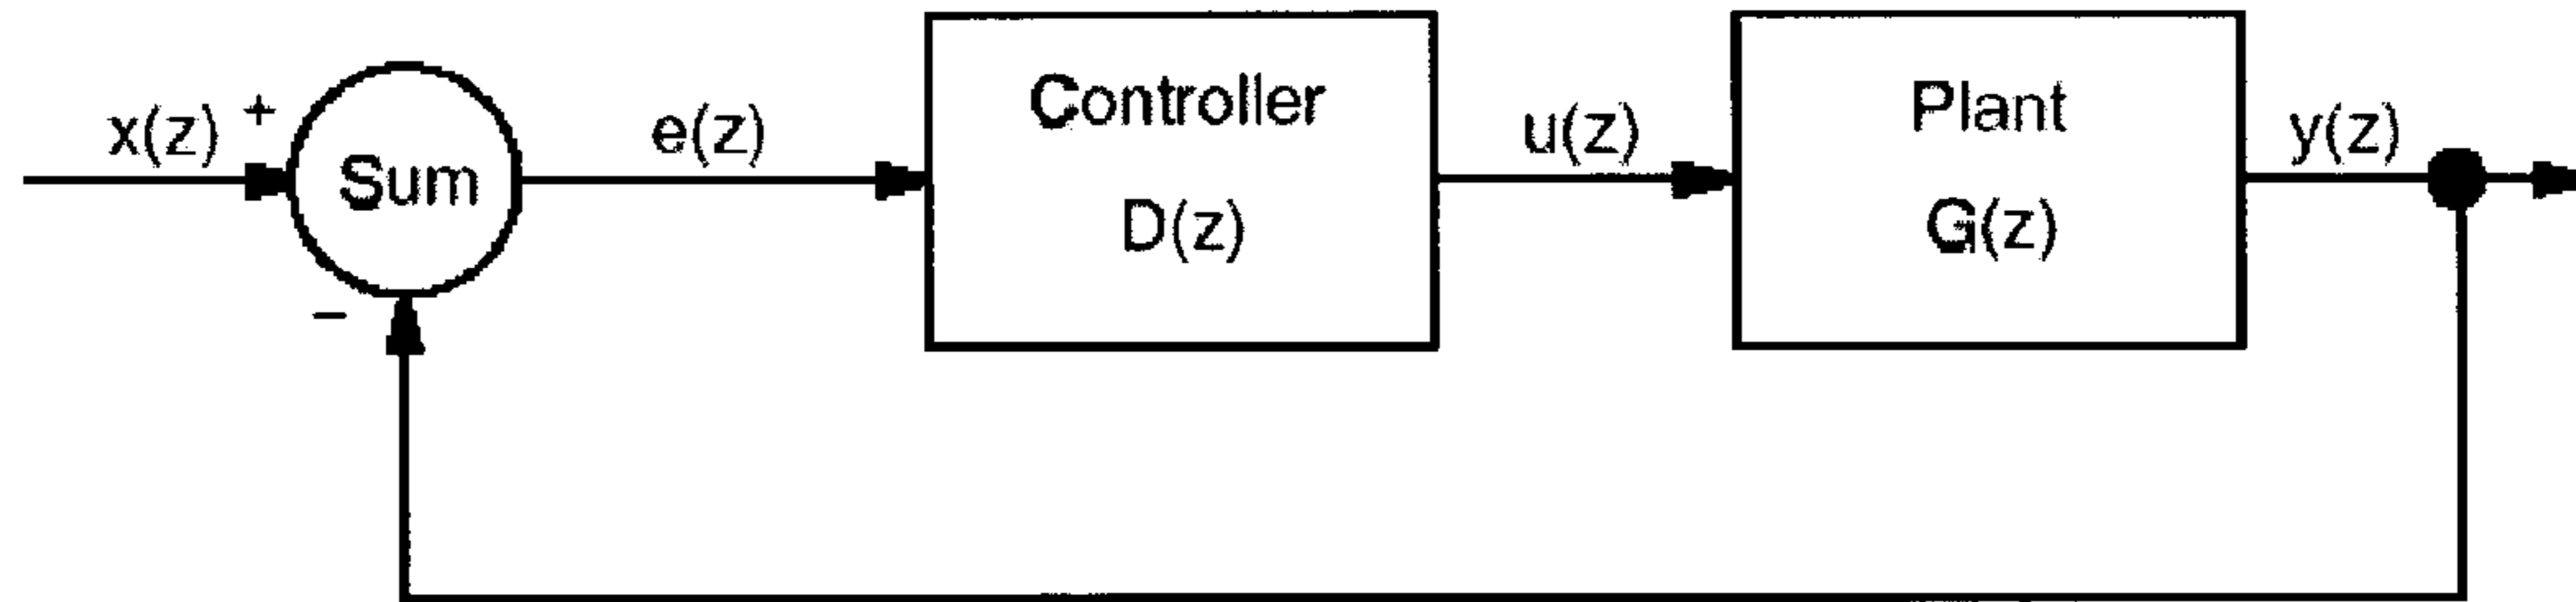 x(z)
+
Sum
−
e(z)
Controller
D(z)
u(z)
Plant
G(z)
y(z)